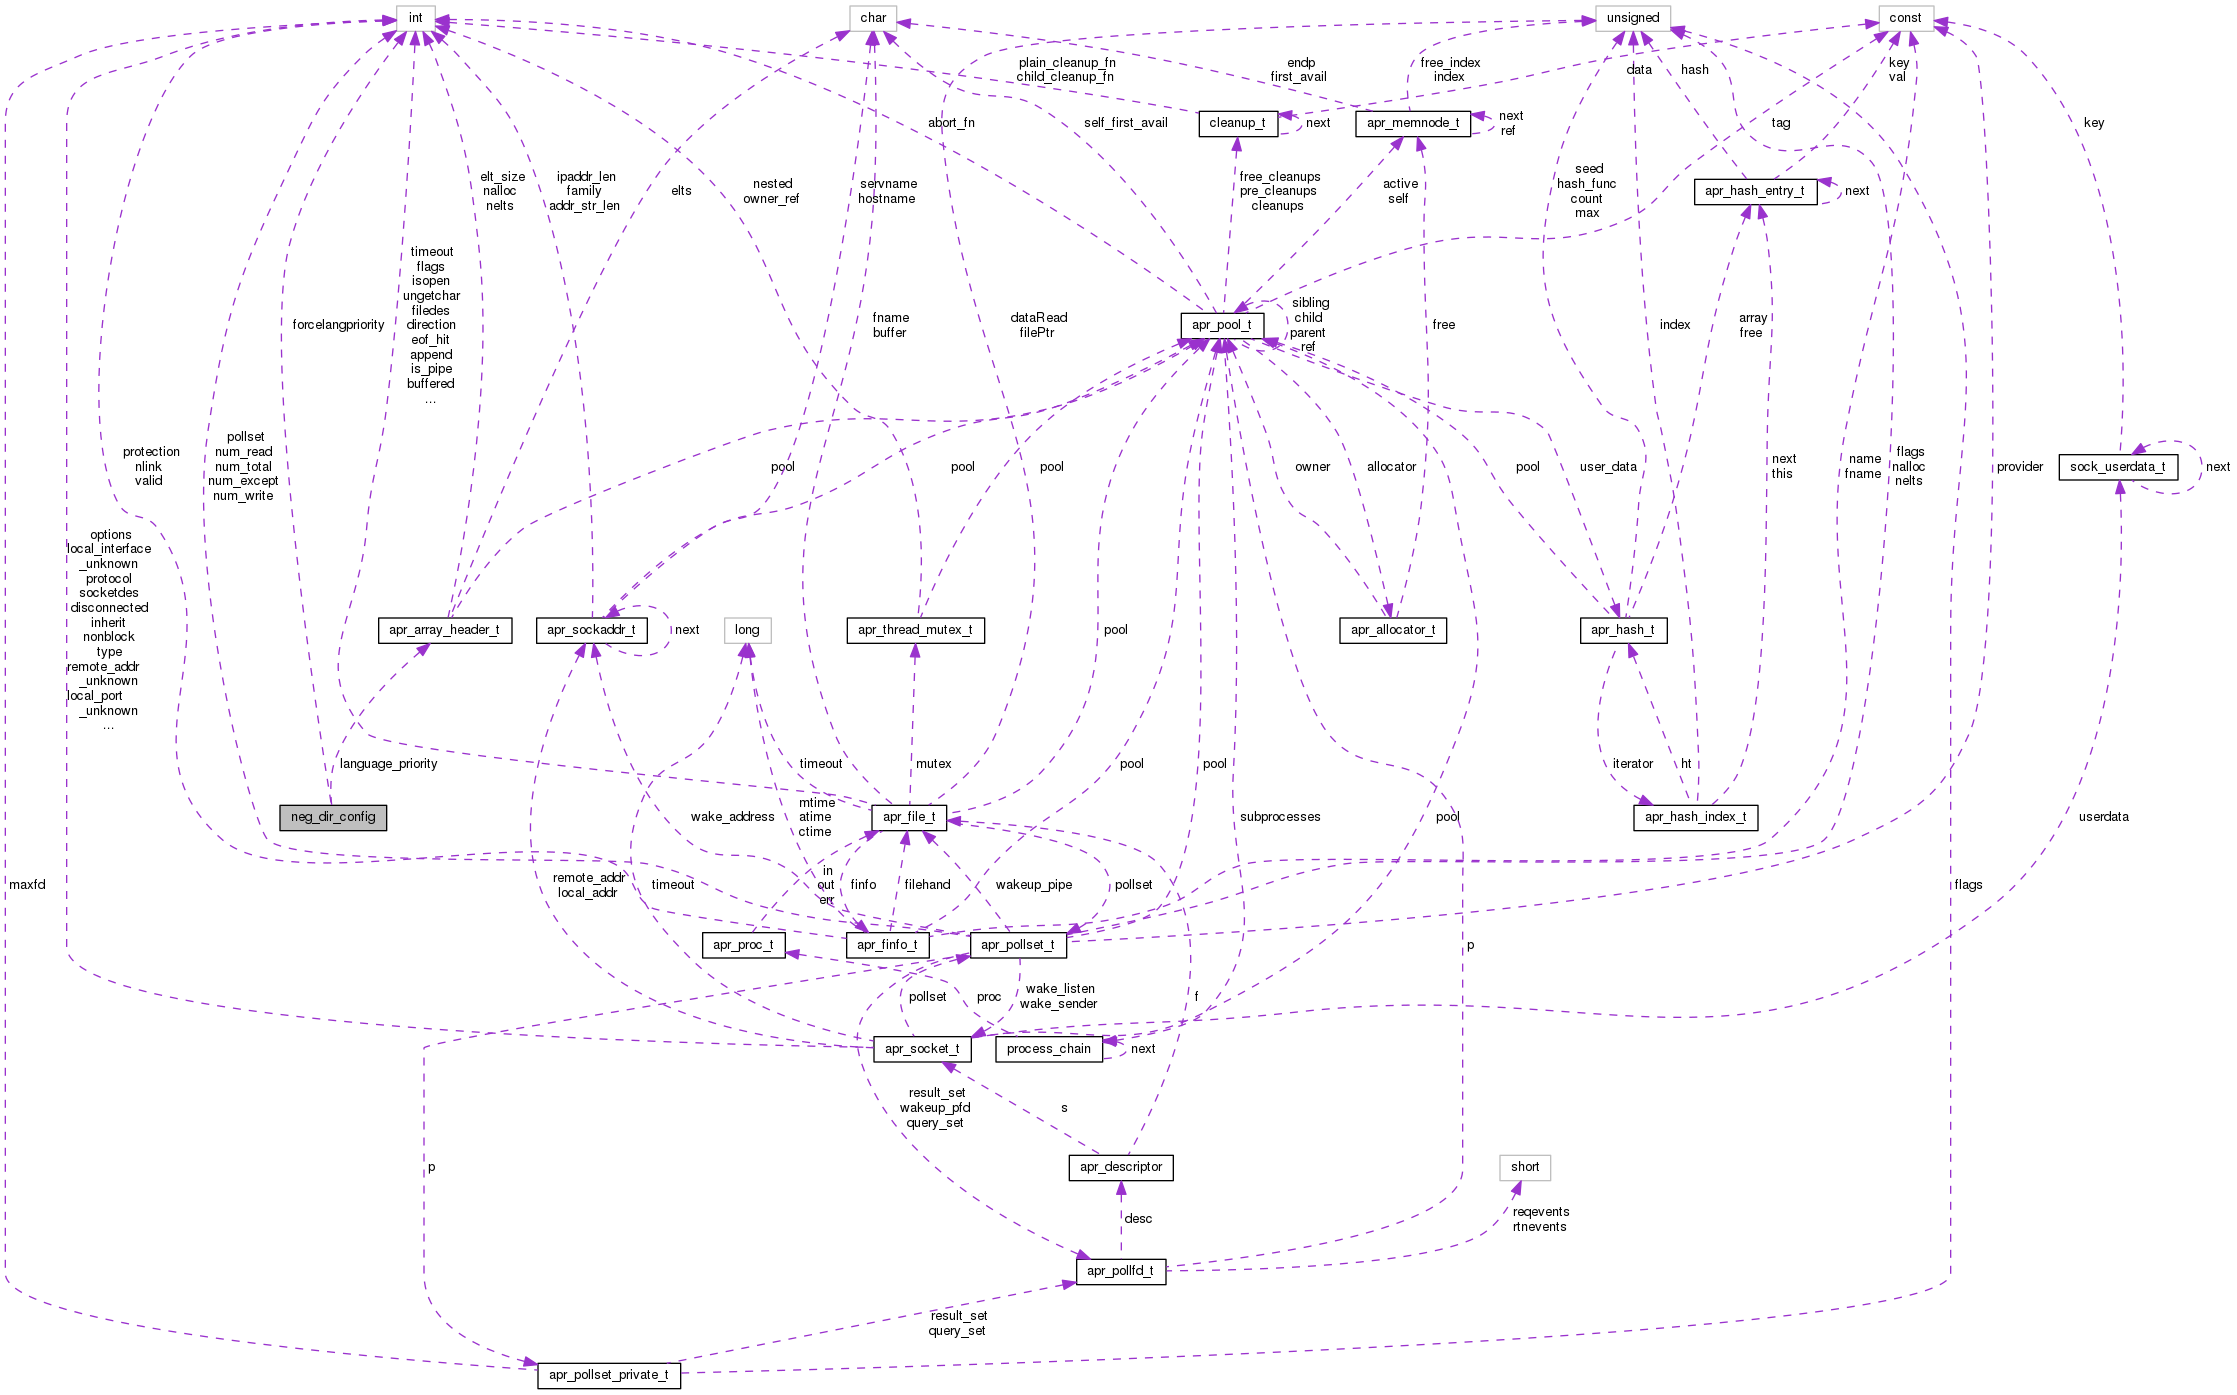 int
char
unsigned
const
plain_cleanup_fn
child_cleanup_fn
endp
first_avail
free_index
index
data
hash
key
val
cleanup_t
next
apr_memnode_t
next
ref
abort_fn
self_first_avail
tag
key
elt_size
nalloc
nelts
ipaddr_len
family
addr_str_len
elts
nested
owner_ref
servname
hostname
free_cleanups
pre_cleanups
cleanups
active
self
seed
hash_func
count
max
apr_hash_entry_t
next
timeout
flags
isopen
ungetchar
filedes
direction
eof_hit
append
is_pipe
buffered
...
forcelangpriority
fname
buffer
dataRead
filePtr
apr_pool_t
sibling
child
parent
ref
free
index
array
free
protection
nlink
valid
pollset
num_read
num_total
num_except
num_write
pool
pool
pool
owner
allocator
pool
user_data
next
this
name
fname
flags
nalloc
nelts
provider
sock_userdata_t
next
options
local_interface
_unknown
protocol
socketdes
disconnected
inherit
nonblock
type
remote_addr
_unknown
local_port
_unknown
...
apr_array_header_t
apr_sockaddr_t
next
long
apr_thread_mutex_t
pool
apr_allocator_t
apr_hash_t
language_priority
timeout
mutex
pool
pool
iterator
ht
neg_dir_config
wake_address
mtime
atime
ctime
apr_file_t
subprocesses
pool
apr_hash_index_t
userdata
maxfd
remote_addr
local_addr
timeout
in
out
err
finfo
filehand
wakeup_pipe
pollset
flags
apr_proc_t
apr_finfo_t
apr_pollset_t
p
pollset
proc
wake_listen
wake_sender
f
apr_socket_t
process_chain
next
result_set
wakeup_pfd
query_set
s
p
apr_descriptor
short
desc
reqevents
rtnevents
apr_pollfd_t
result_set
query_set
apr_pollset_private_t